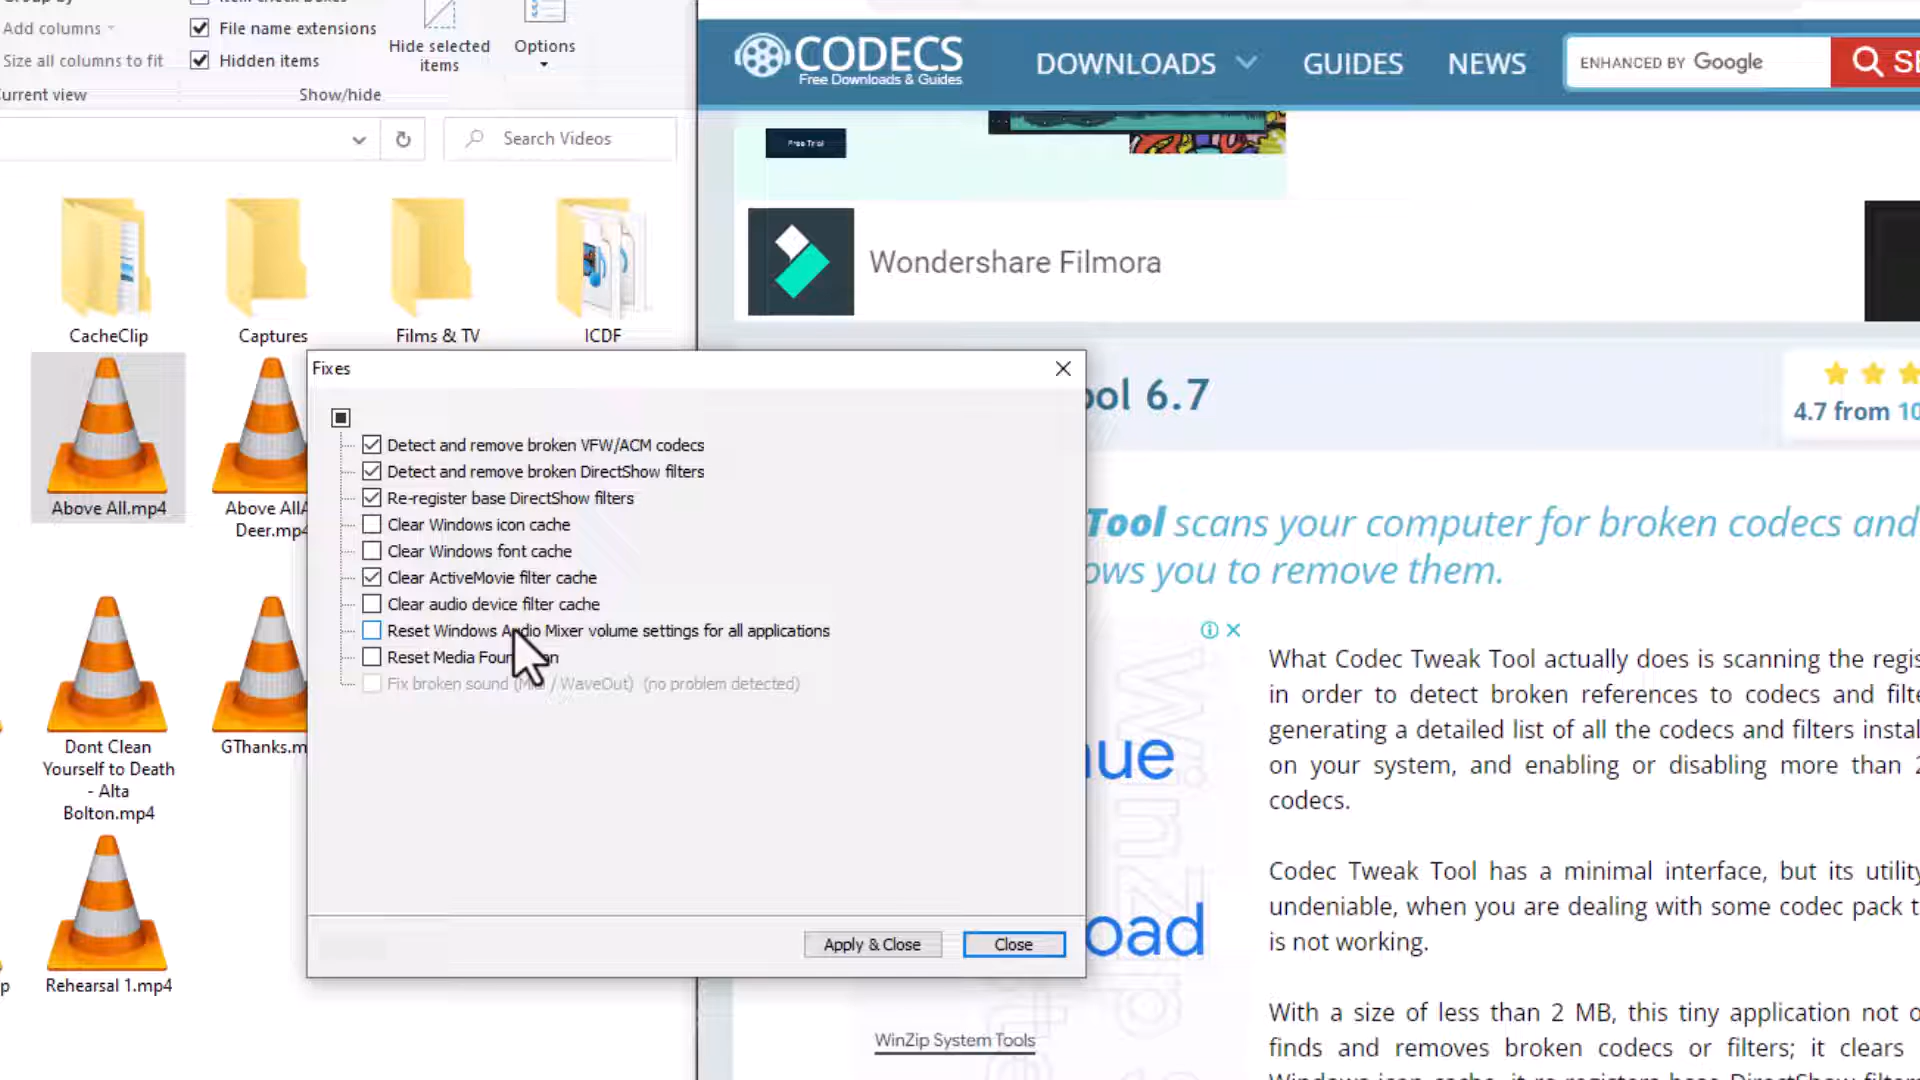 Add columns
Size all columns to fit
urrent view
File name extensions
Hidden items
Show/hide
Hide selected
items
Options
Search Videos
CacheClip
Captures
Films & TV
ICDF
Above All.mp4
Above All
Deer.mp4
Dont Clean
Yourself to Death
- Alta
Bolton.mp4
GThanks.m
Rehearsal 1.mp4
Fixes
Detect and remove broken VFW/ACM codecs
Detect and remove broken DirectShow filters
Re-register base DirectShow filters
Clear Windows icon cache
Clear Windows font cache
Clear ActiveMovie filter cache
Clear audio device filter cache
Reset Windows Audio Mixer volume settings for all applications
Reset Media Foun on
Fix broken sound (Midi / WaveOut) (no problem detected)
Apply & Close
Close
CODECS
Free Downloads & Guides
DOWNLOADS
GUIDES
NEWS
ENHANCED BY Google
SE
Free Trial
Wondershare Filmora
ool 6.7
4.7 from 10
Tool scans your computer for broken codecs and
ows you to remove them.
What Codec Tweak Tool actually does is scanning the regis
in order to detect broken references to codecs and filte
generating a detailed list of all the codecs and filters instal
on your system, and enabling or disabling more than 2
codecs.
Codec Tweak Tool has a minimal interface, but its utility
undeniable, when you are dealing with some codec pack t
is not working.
With a size of less than 2 MB, this tiny application not o
finds and removes broken codecs or filters; it clears
nue
oad
WinZip
WinZip System Tools